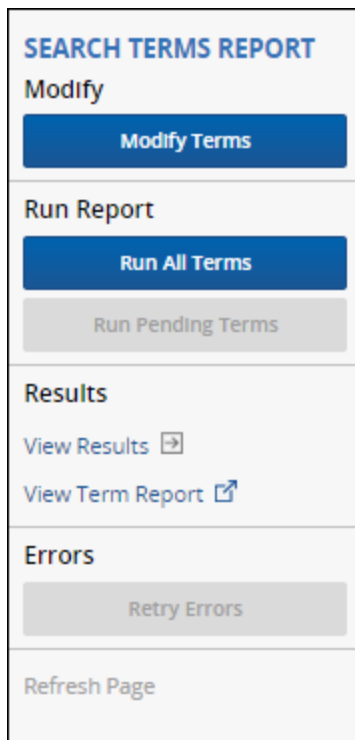 SEARCH TERMS REPORT
Modify
Modify Terms
Run Report
Run All Terms
Run Pending Terms
Results
View Results
View Term Report
Errors
Retry Errors
Refresh Page